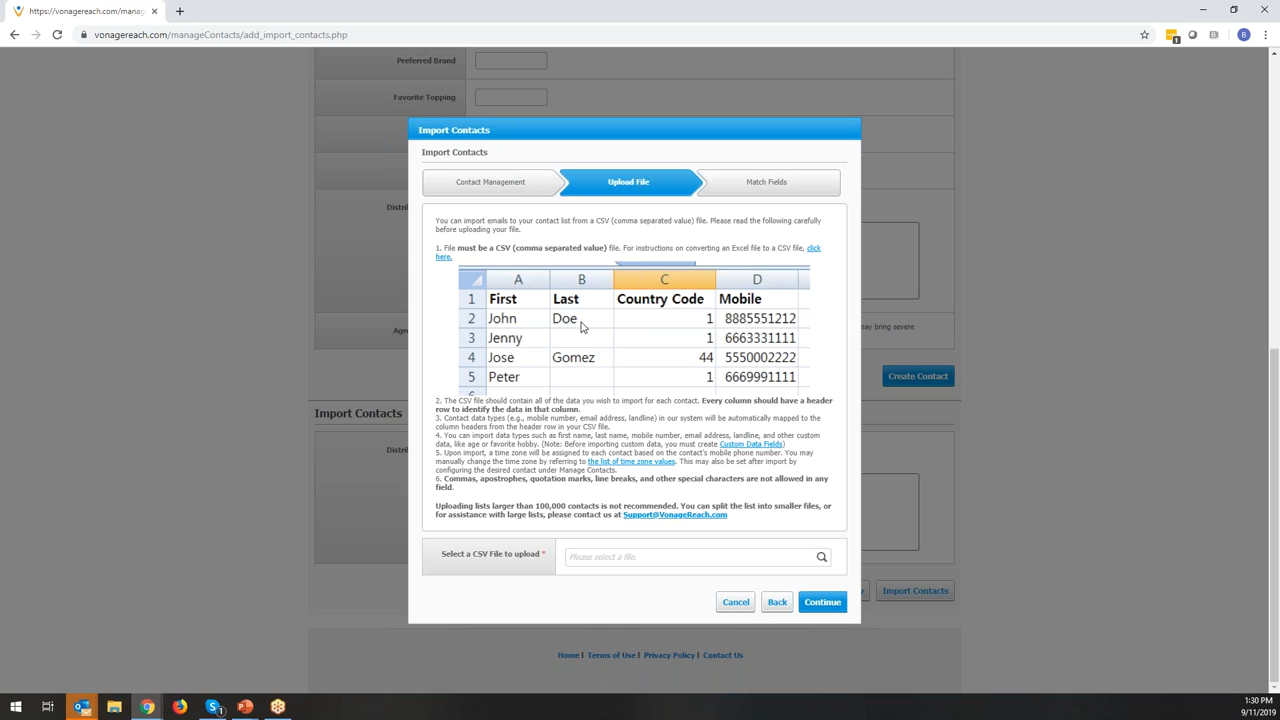 https://vonagereach.com/mana
vonagereach.com/manageContacts/add_import_contacts.php
1
B
Preferred Brand
Favorite Topping
Distri
may bring severe
Agre
Create Contact
Import Contacts
Distri
Import Contacts
Import Contacts
Import Contacts
Contact Management
Upload File
Match Fields
You can import emails to your contact list from a CSV (comma separated value) file. Please read the following carefully
before uploading your file.
1. File must be a CSV (comma separated value) file. For instructions on converting an Excel file to a CSV file, click
here.
A B C D
1 First Last Country Code Mobile
2 John Doe 1 8885551212
3 Jenny 1 6663331111
4 Jose Gomez 44 5550002222
5 Peter 1 6669991111
2. The CSV file should contain all of the data you wish to import for each contact. Every column should have a header
row to identify the data in that column.
3. Contact data types (e.g., mobile number, email address, landline) in our system will be automatically mapped to the
column headers from the header row in your CSV file.
4. You can import data types such as first name, last name, mobile number, email address, landline, and other custom
data, like age or favorite hobby. (Note: Before importing custom data, you must create Custom Data Fields)
5. Upon import, a time zone will be assigned to each contact based on the contact's mobile phone number. You may
manually change the time zone by referring to the list of time zone values. This may also be set after import by
configuring the desired contact under Manage Contacts.
6. Commas, apostrophes, quotation marks, line breaks, and other special characters are not allowed in any
field.
Uploading lists larger than 100,000 contacts is not recommended. You can split the list into smaller files, or
for assistance with large lists, please contact us at Support@VonageReach.com
Select a CSV File to upload *
Please select a file.
Cancel
Back
Continue
Home | Terms of Use | Privacy Policy | Contact Us
1:30 PM
9/11/2019